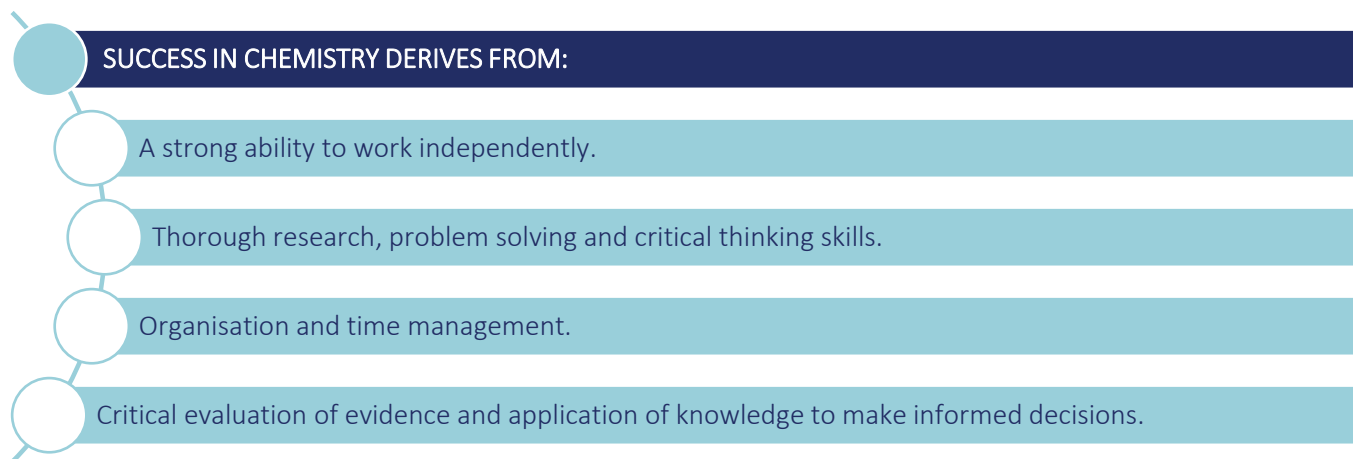 SUCCESS IN CHEMISTRY DERIVES FROM:
A strong ability to work independently.
Thorough research, problem solving and critical thinking skills.
Organisation and time management.
Critical evaluation of evidence and application of knowledge to make informed decisions.